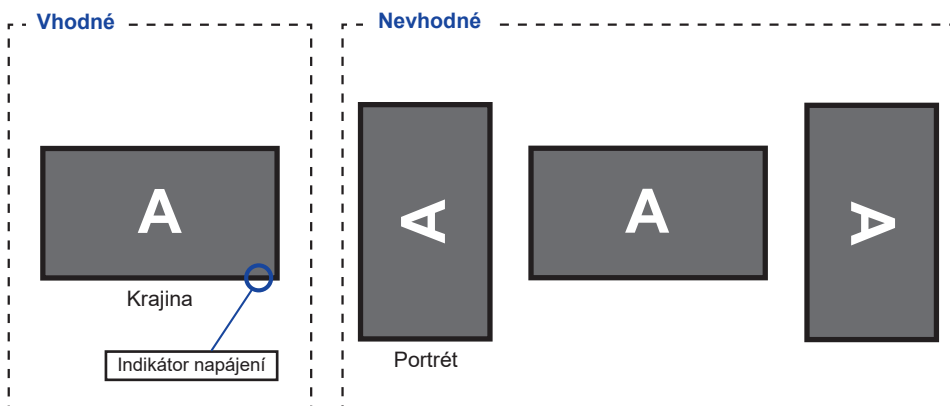 Vhodné
A
Krajina
Indikátor napájení
Nevhodné
A
Portrét
A
A